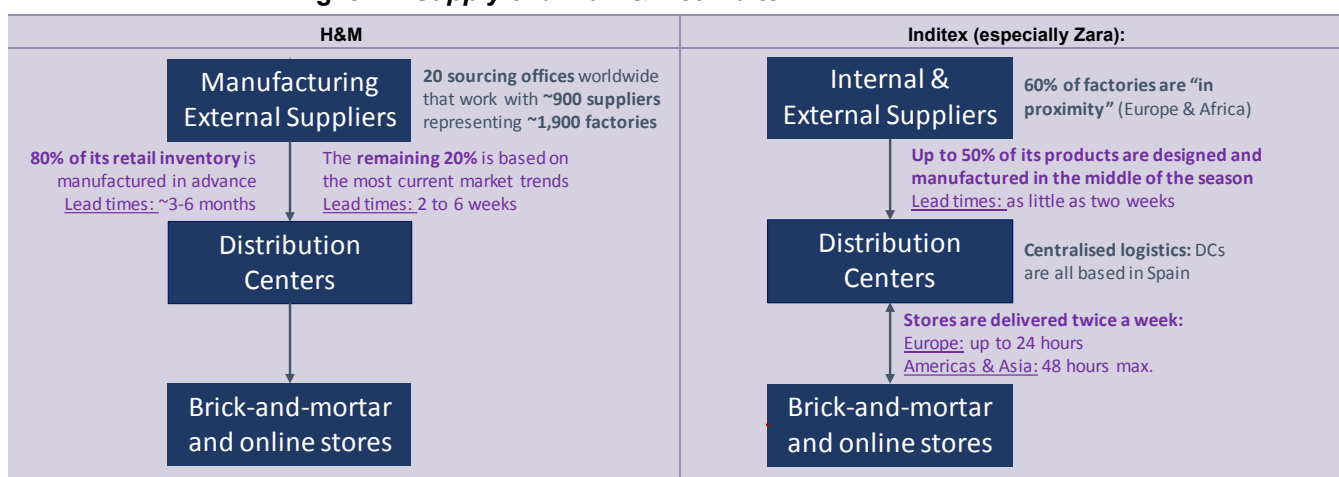 H&M
Manufacturing
External Suppliers
20 sourcing offices worldwide
that work with ~900 suppliers
representing ~1,900 factories
80% of its retail inventory is
manufactured in advance
Lead times: ~3-6 months
The remaining 20% is based on
the most current market trends
Lead times: 2 to 6 weeks
Distribution
Centers
Brick-and-mortar
and online stores
Inditex (especially Zara):
Internal &
External Suppliers
60% of factories are “in
proximity” (Europe & Africa)
Up to 50% of its products are designed and
manufactured in the middle of the season
Lead times: as little as two weeks
Distribution
Centers
Centralised logistics: DCs
are all based in Spain
Stores are delivered twice a week:
Europe: up to 24 hours
Americas & Asia: 48 hours max.
Brick-and-mortar
and online stores